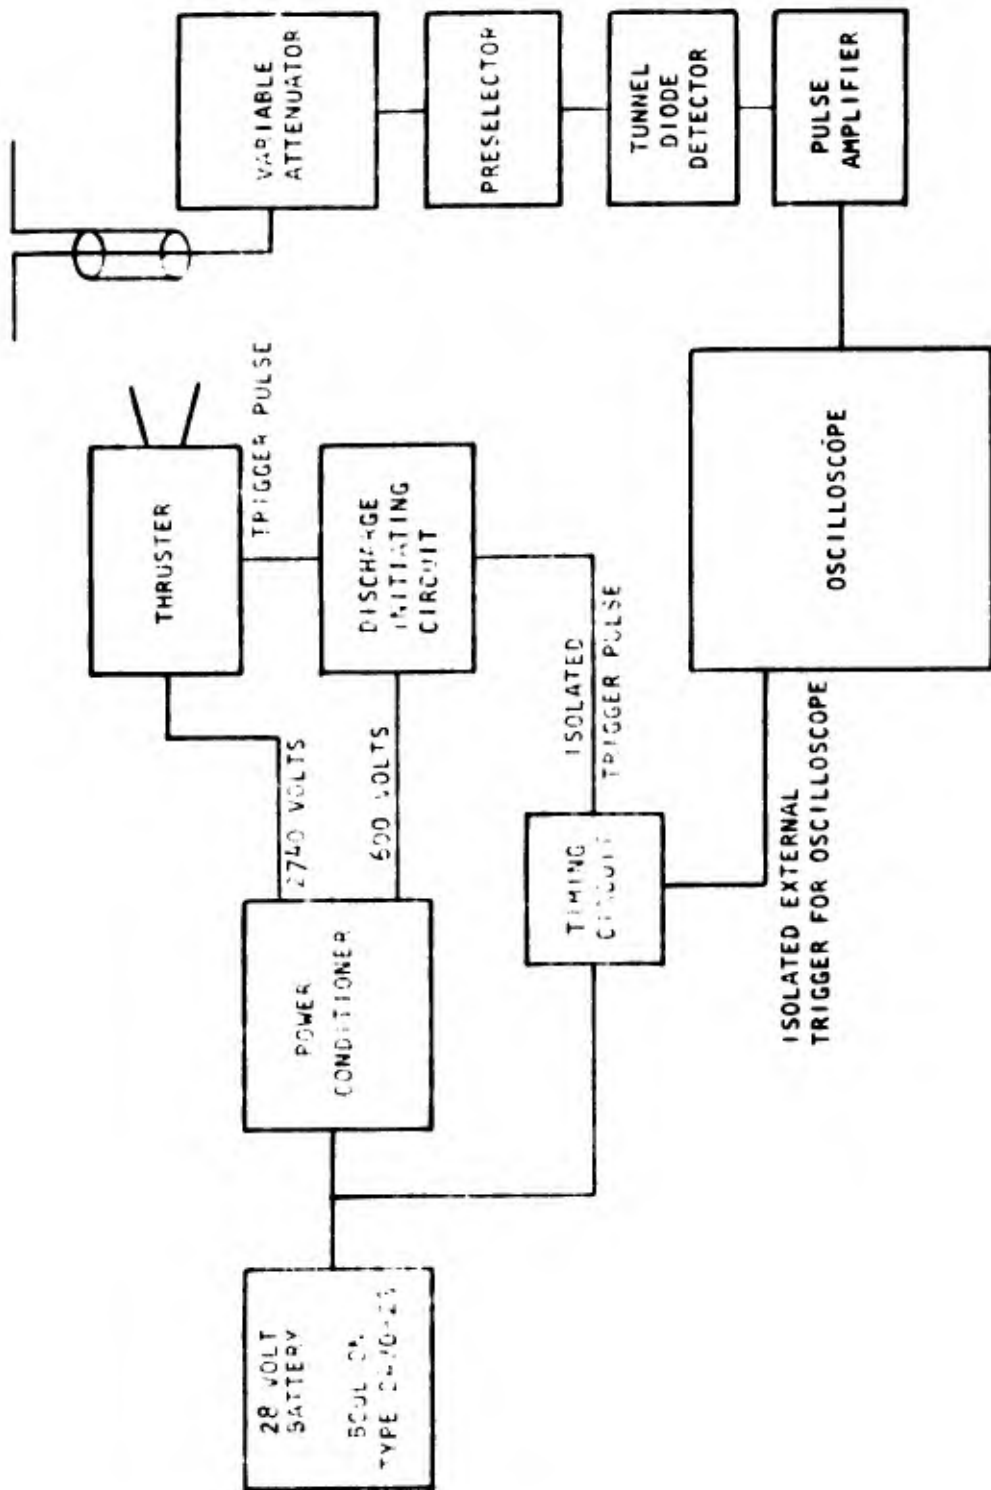 28 VOLT
BATTERY
TYPE
POWER
CONDITIONER
2740 VOLTS
600 VOLTS
THRUSTER
TRIGGER PULSE
DISCHARGE
INITIATING
CIRCUIT
TIMING
CIRCUIT
ISOLATED
TRIGGER PULSE
ISOLATED EXTERNAL
TRIGGER FOR OSCILLOSCOPE
OSCILLOSCOPE
VARIABLE
ATTENUATOR
PRESELECTOR
TUNNEL
DIODE
DETECTOR
PULSE
AMPLIFIER